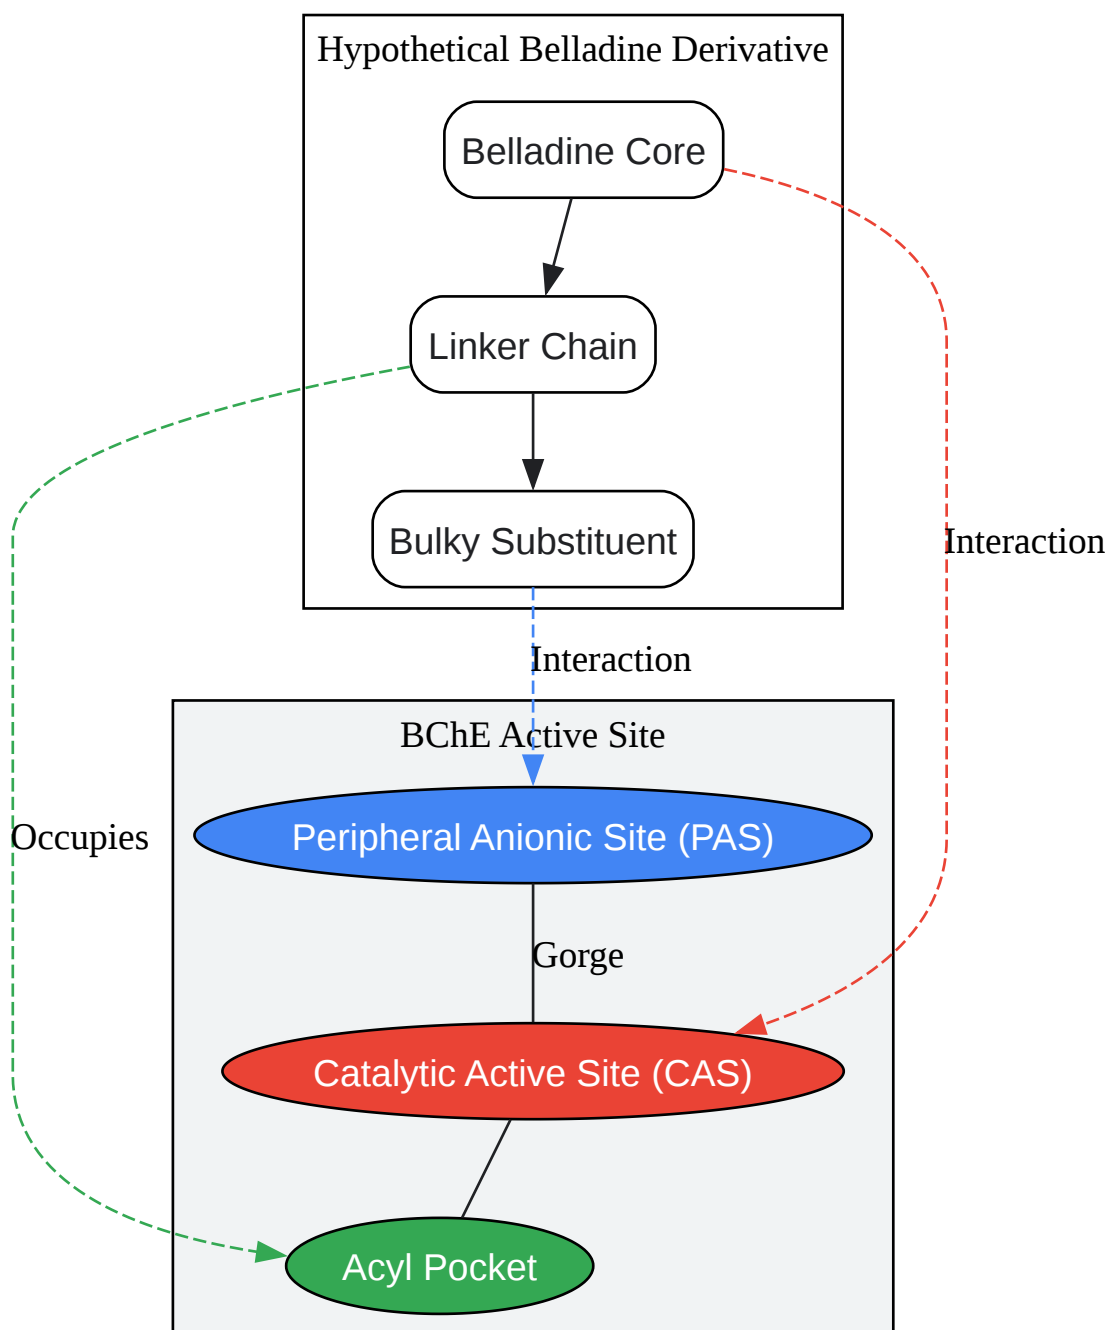 Hypothetical Belladine Derivative
Belladine Core
Linker Chain
Bulky Substituent
Interaction
Interaction
BChE Active Site
Peripheral Anionic Site (PAS)
Occupies
Gorge
Catalytic Active Site (CAS)
Acyl Pocket